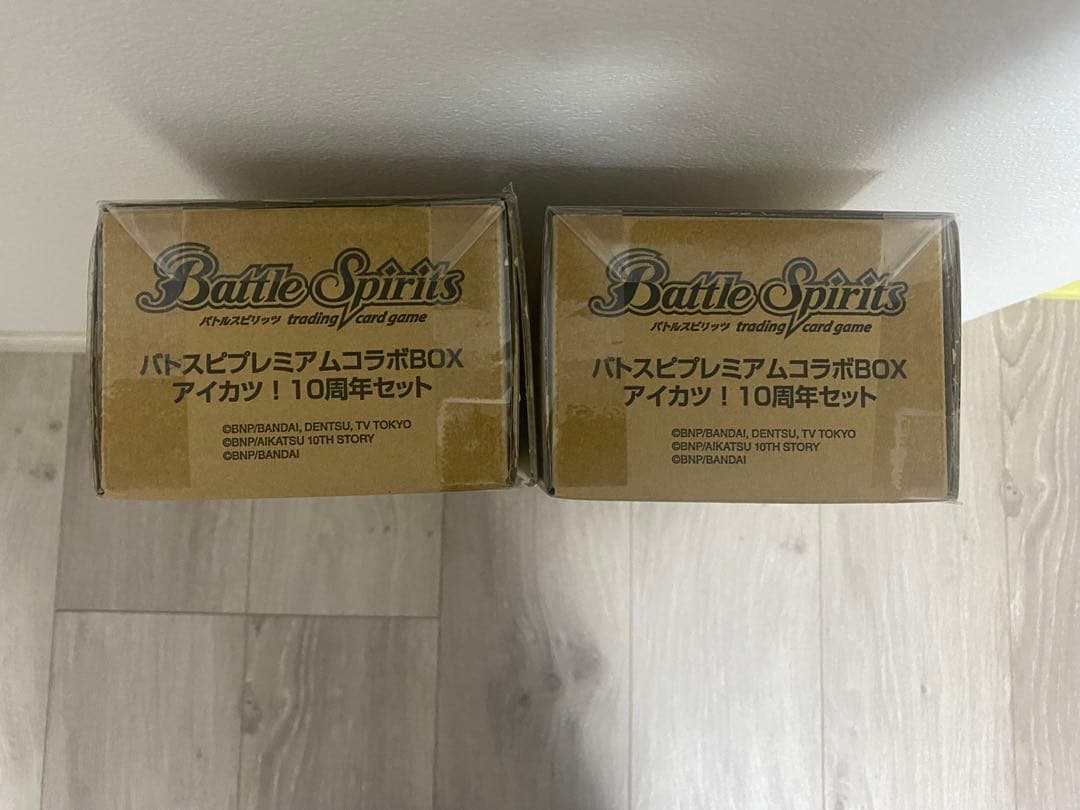 Battle Spirits
バトルスピリッツ trading card game
バトスピプレミアムコラボBOX
アイカツ！10周年セット
©BNP/BANDAI, DENTSU, TV TOKYO
©BNP/AIKATSU 10TH STORY
©BNP/BANDAI
Battle Spirits
バトルスピリッツ trading card game
バトスピプレミアムコラボBOX
アイカツ！10周年セット
©BNP/BANDAI, DENTSU, TV TOKYO
©BNP/AIKATSU 10TH STORY
©BNP/BANDAI